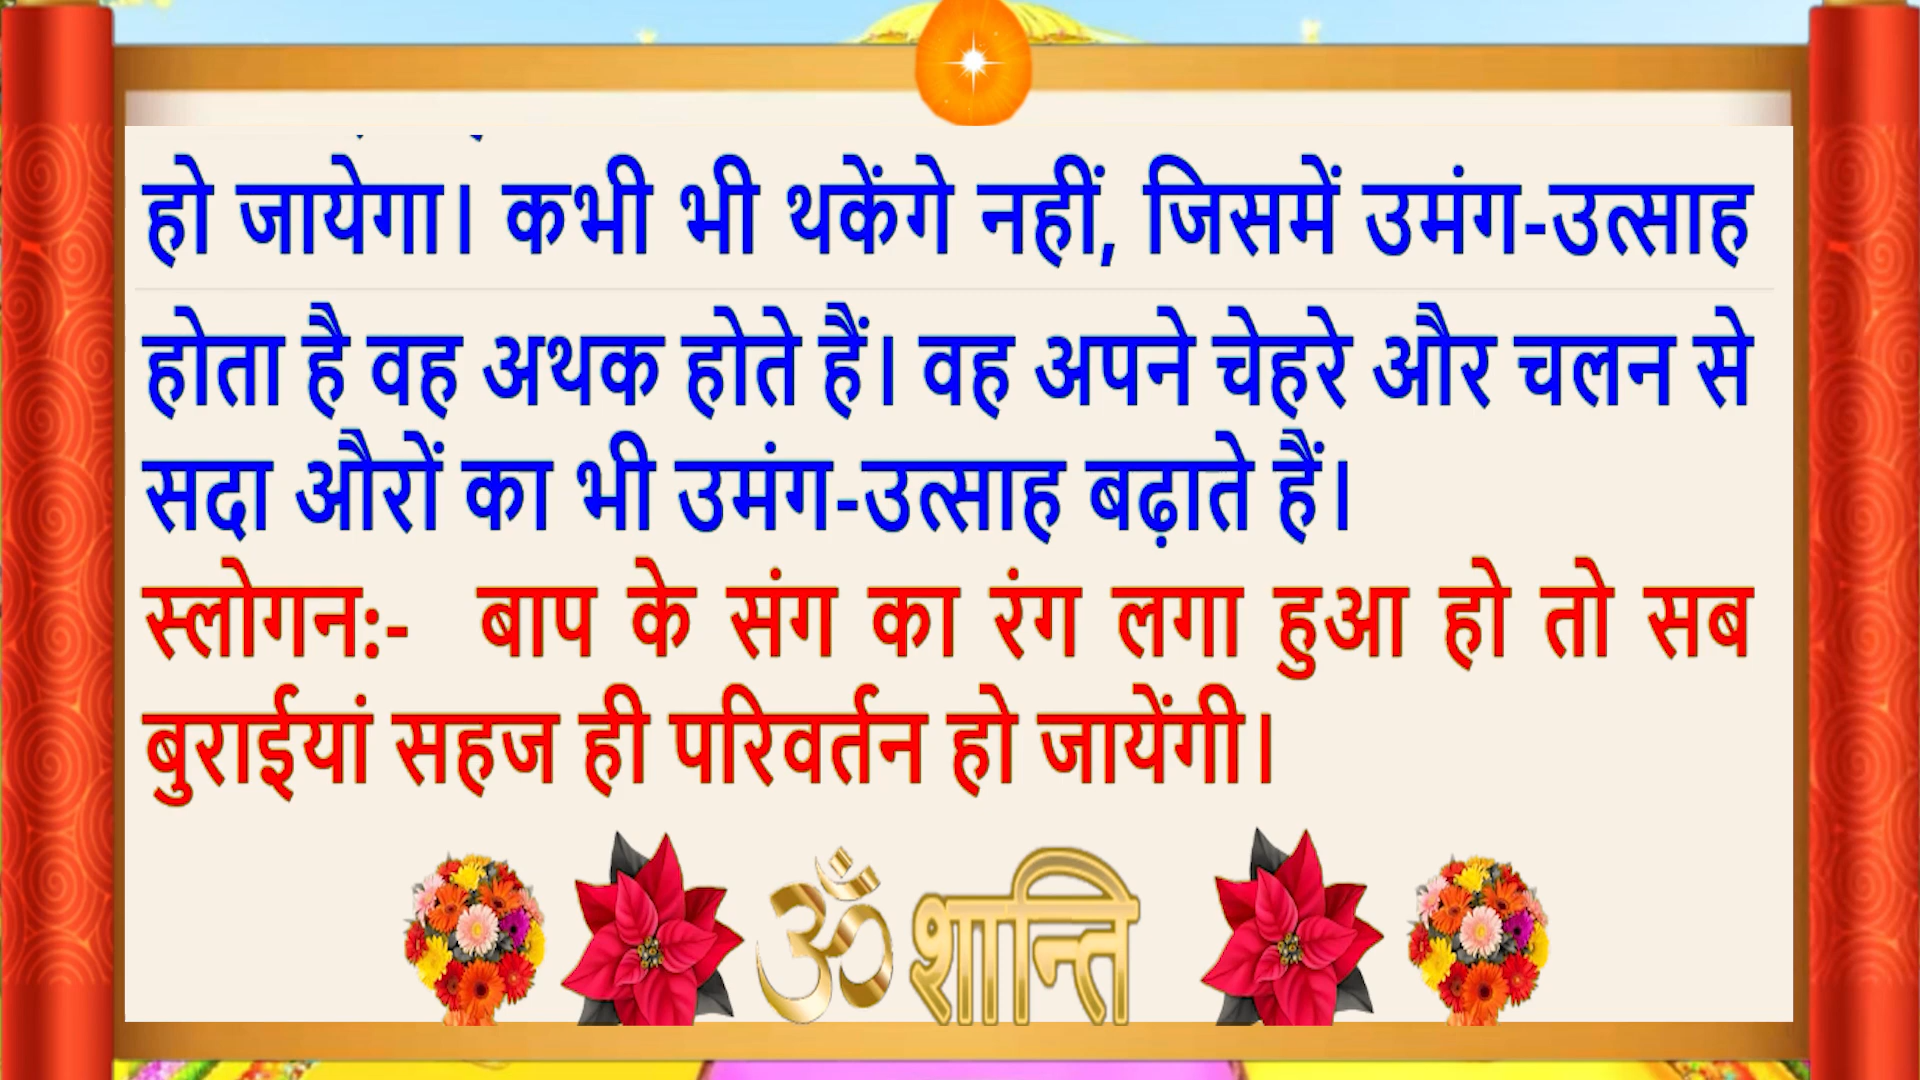 हो जायेगा। कभी भी थकेंगे नहीं, जिसमें उमंग-उत्साह
होता है वह अथक होते हैं। वह अपने चेहरे और चलन से
सदा औरों का भी उमंग-उत्साह बढ़ाते हैं।
स्लोगन:- बाप के संग का रंग लगा हुआ हो तो सब
बुराईयां सहज ही परिवर्तन हो जायेंगी।
ॐ शान्ति